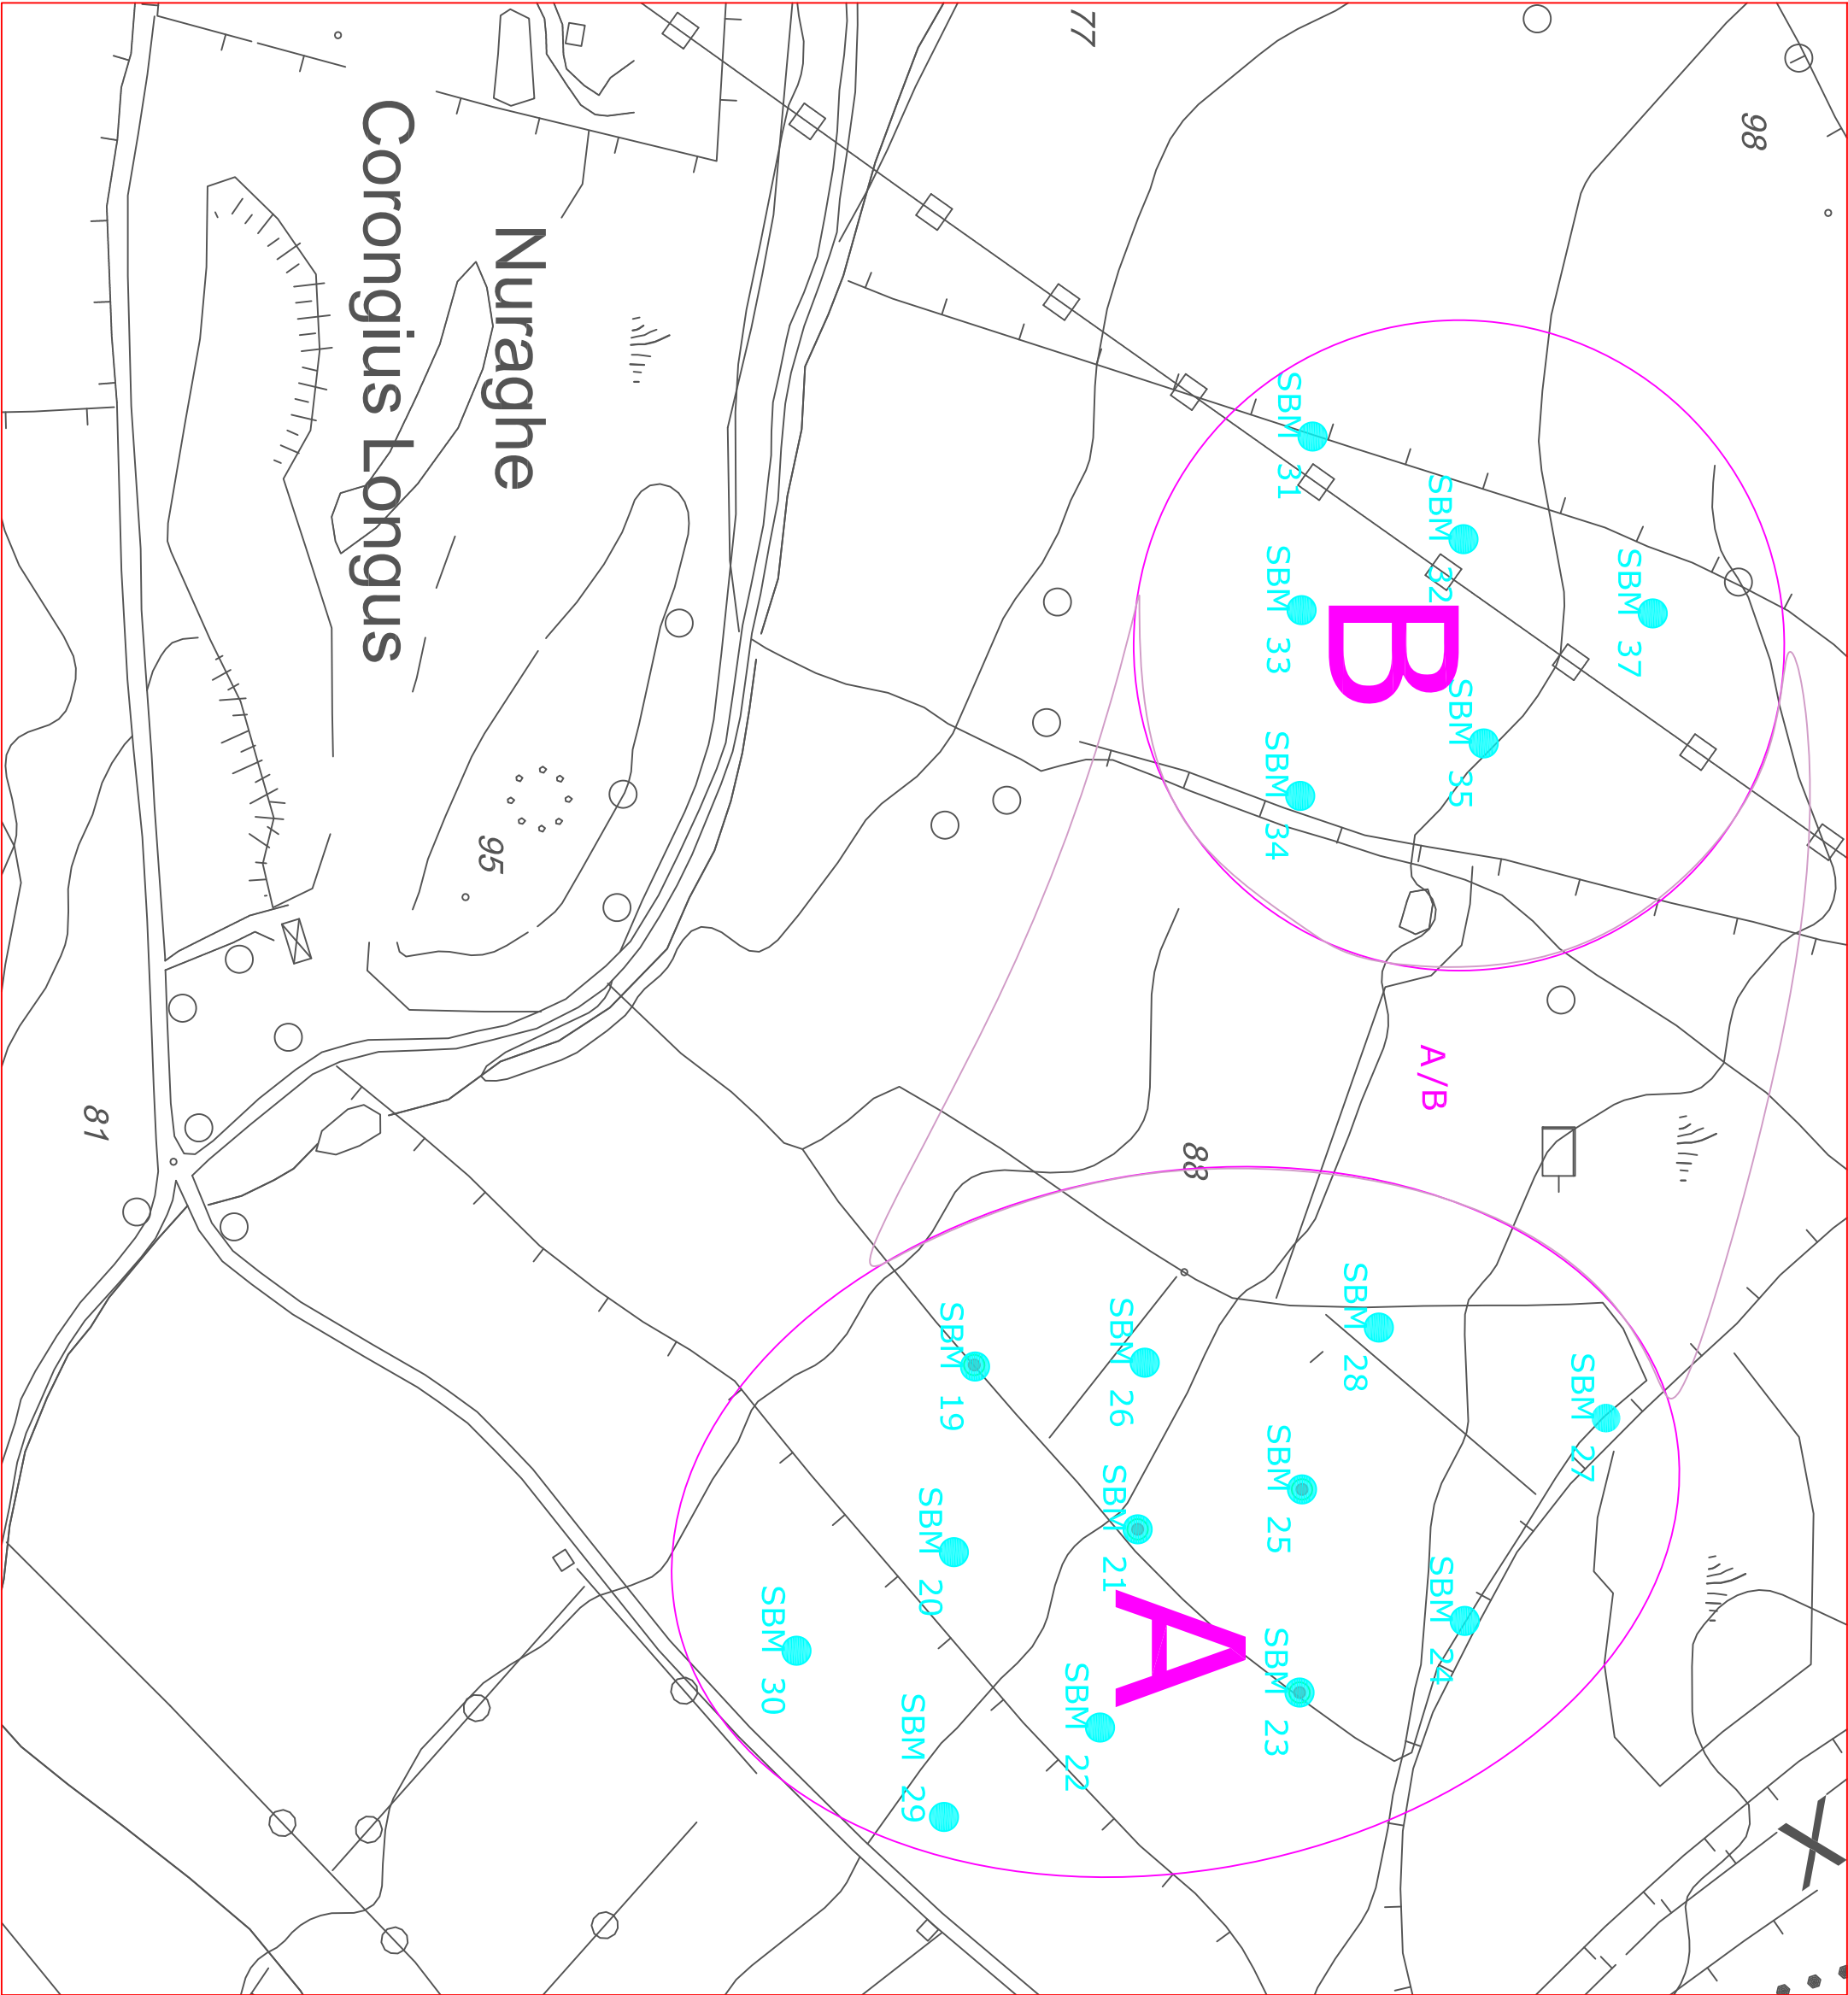 77
98
Nuraghe
Corongius Longus
SBM 31
SBM 32
SBM 37
SBM 33
B
SBM 35
SBM 34
95
A/B
81
88
SBM 28
SBM 26
SBM 19
SBM 27
SBM 25
SBM 21
SBM 20
SBM 24
A
SBM 30
SBM 23
SBM 22
SBM 29